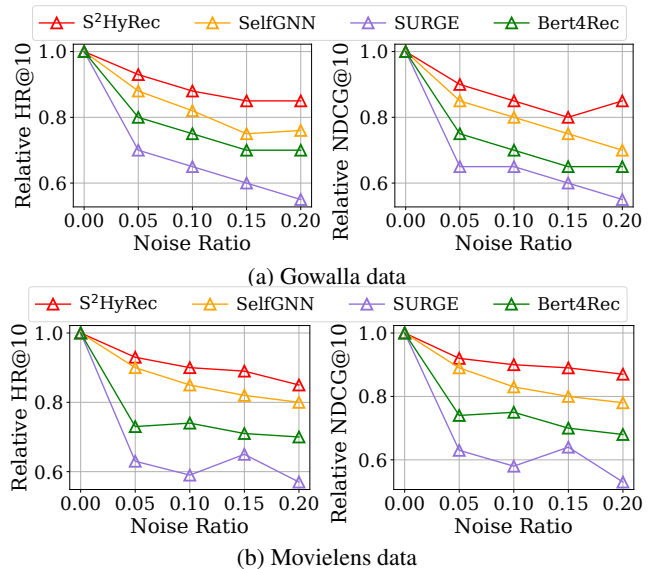 S²HyRec SelfGNN SURGE Bert4Rec
Relative HR@10
1.0
0.8
0.6
0.00 0.05 0.10 0.15 0.20
Noise Ratio
Relative NDCG@10
1.0
0.8
0.6
0.00 0.05 0.10 0.15 0.20
Noise Ratio
(a) Gowalla data
S²HyRec SelfGNN SURGE Bert4Rec
Relative HR@10
1.0
0.8
0.6
0.00 0.05 0.10 0.15 0.20
Noise Ratio
Relative NDCG@10
1.0
0.8
0.6
0.00 0.05 0.10 0.15 0.20
Noise Ratio
(b) Movielens data